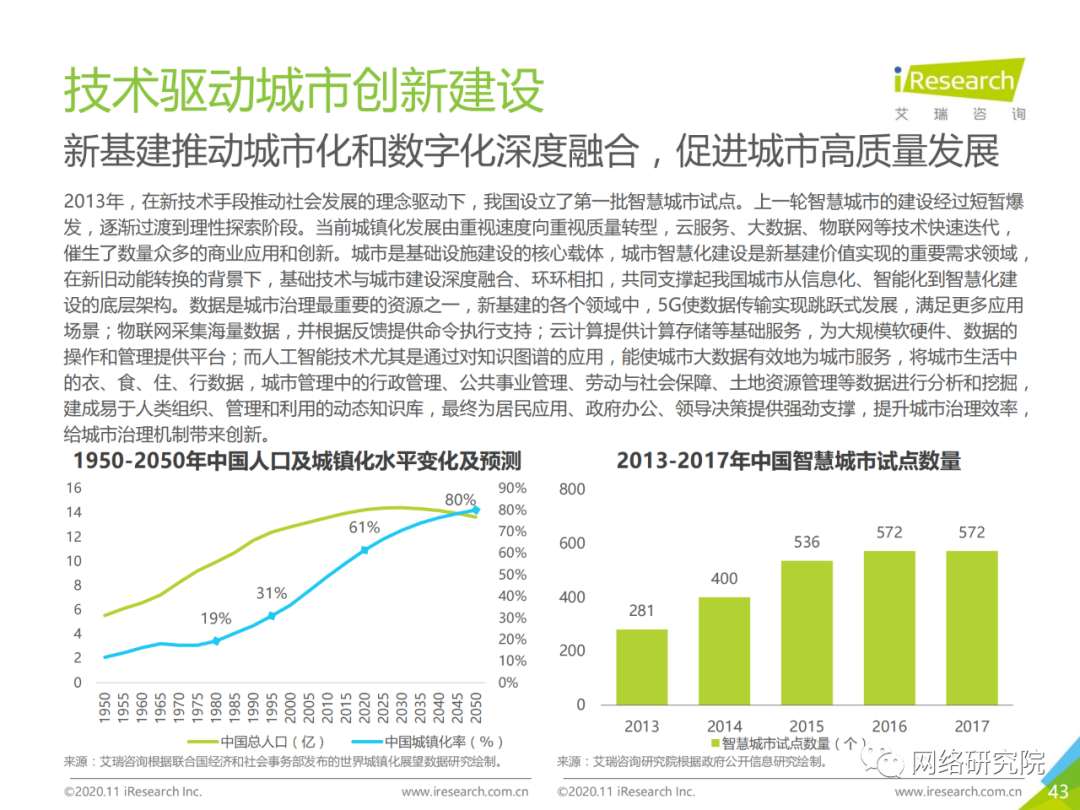 技术驱动城市创新建设
iResearch
艾 瑞 咨 询
新基建推动城市化和数字化深度融合，促进城市高质量发展
2013年，在新技术手段推动社会发展的理念驱动下，我国设立了第一批智慧城市试点。上一轮智慧城市的建设经过短暂爆
发，逐渐过渡到理性探索阶段。当前城镇化发展由重视速度向重视质量转型，云服务、大数据、物联网等技术快速迭代，
催生了数量众多的商业应用和创新。城市是基础设施建设的核心载体，城市智慧化建设是新基建价值实现的重要需求领域，
在新旧动能转换的背景下，基础技术与城市建设深度融合、环环相扣，共同支撑起我国城市从信息化、智能化到智慧化建
设的底层架构。数据是城市治理最重要的资源之一，新基建的各个领域中，5G使数据传输实现跳跃式发展，满足更多应用
场景；物联网采集海量数据，并根据反馈提供命令执行支持；云计算提供计算存储等基础服务，为大规模软硬件、数据的
操作和管理提供平台；而人工智能技术尤其是通过对知识图谱的应用，能使城市大数据有效地为城市服务，将城市生活中
的衣、食、住、行数据，城市管理中的行政管理、公共事业管理、劳动与社会保障、土地资源管理等数据进行分析和挖掘，
建成易于人类组织、管理和利用的动态知识库，最终为居民应用、政府办公、领导决策提供强劲支撑，提升城市治理效率，
给城市治理机制带来创新。
1950-2050年中国人口及城镇化水平变化及预测
16
14
12
10
8
6
4
2
0
90%
80%
70%
60%
50%
40%
30%
20%
10%
0%
19%
31%
61%
80%
1950 1955 1960 1965 1970 1975 1980 1985 1990 1995 2000 2005 2010 2015 2020 2025 2030 2035 2040 2045 2050
中国总人口（亿） 中国城镇化率（%）
来源：艾瑞咨询根据联合国经济和社会事务部发布的世界城镇化展望数据研究绘制。
2013-2017年中国智慧城市试点数量
800
600
400
200
0
281
400
536
572
572
2013 2014 2015 2016 2017
智慧城市试点数量（个）
来源：艾瑞咨询研究院根据政府公开信息研究绘制。
网络研究院
©2020.11 iResearch Inc. www.iresearch.com.cn
©2020.11 iResearch Inc. www.iresearch.com.cn
43